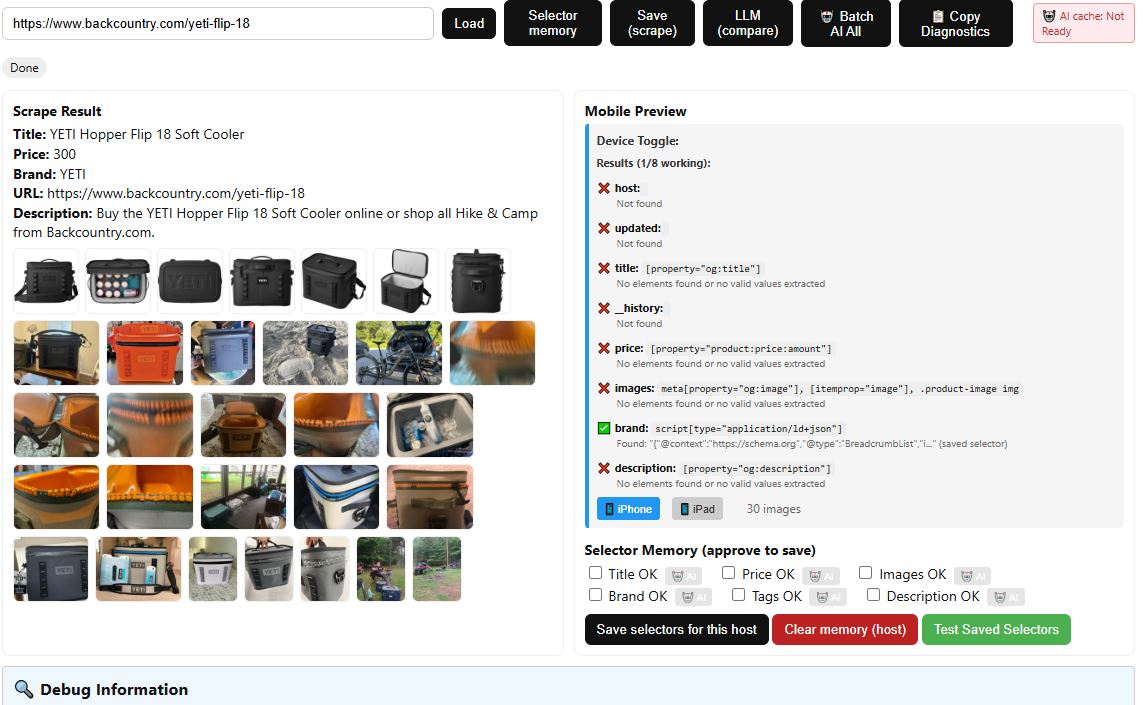 https://www.backcountry.com/yeti-flip-18
Load
Selector
memory
Save
(scrape)
LLM
(compare)
Batch
AI All
Copy
Diagnostics
AI cache: Not
Ready
Done
Scrape Result
Title: YETI Hopper Flip 18 Soft Cooler
Price: 300
Brand: YETI
URL: https://www.backcountry.com/yeti-flip-18
Description: Buy the YETI Hopper Flip 18 Soft Cooler online or shop all Hike & Camp
from Backcountry.com.
Mobile Preview
Device Toggle:
Results (1/8 working):
host:
Not found
updated:
Not found
title: [property="og:title"]
No elements found or no valid values extracted
__history:
Not found
price: [property="product:price:amount"]
No elements found or no valid values extracted
images: meta[property="og:image"], [itemprop="image"], .product-image img
No elements found or no valid values extracted
brand: script[type="application/ld+json"]
Found: "{"@context":"https://schema.org","@type":"BreadcrumbList","i..." (saved selector)
description: [property="og:description"]
No elements found or no valid values extracted
iPhone iPad 30 images
Selector Memory (approve to save)
Title OK AI Price OK AI Images OK AI
Brand OK AI Tags OK AI Description OK AI
Save selectors for this host Clear memory (host) Test Saved Selectors
Debug Information